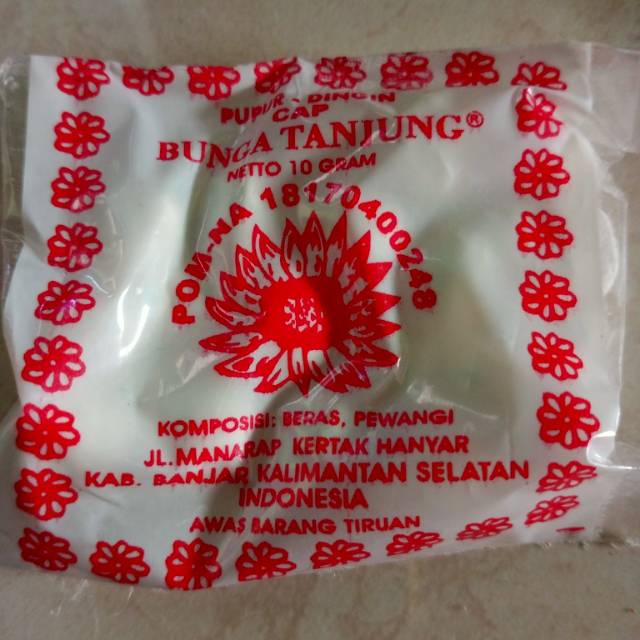 PUPUR DINGIN
CAP
BUNGA TANJUNG®
NETTO 10 GRAM
POM-NA 18170400248
KOMPOSISI: BERAS, PEWANGI
JL.MANARAP KERTAK HANYAR
KAB. BANJAR KALIMANTAN SELATAN
INDONESIA
AWAS BARANG TIRUAN